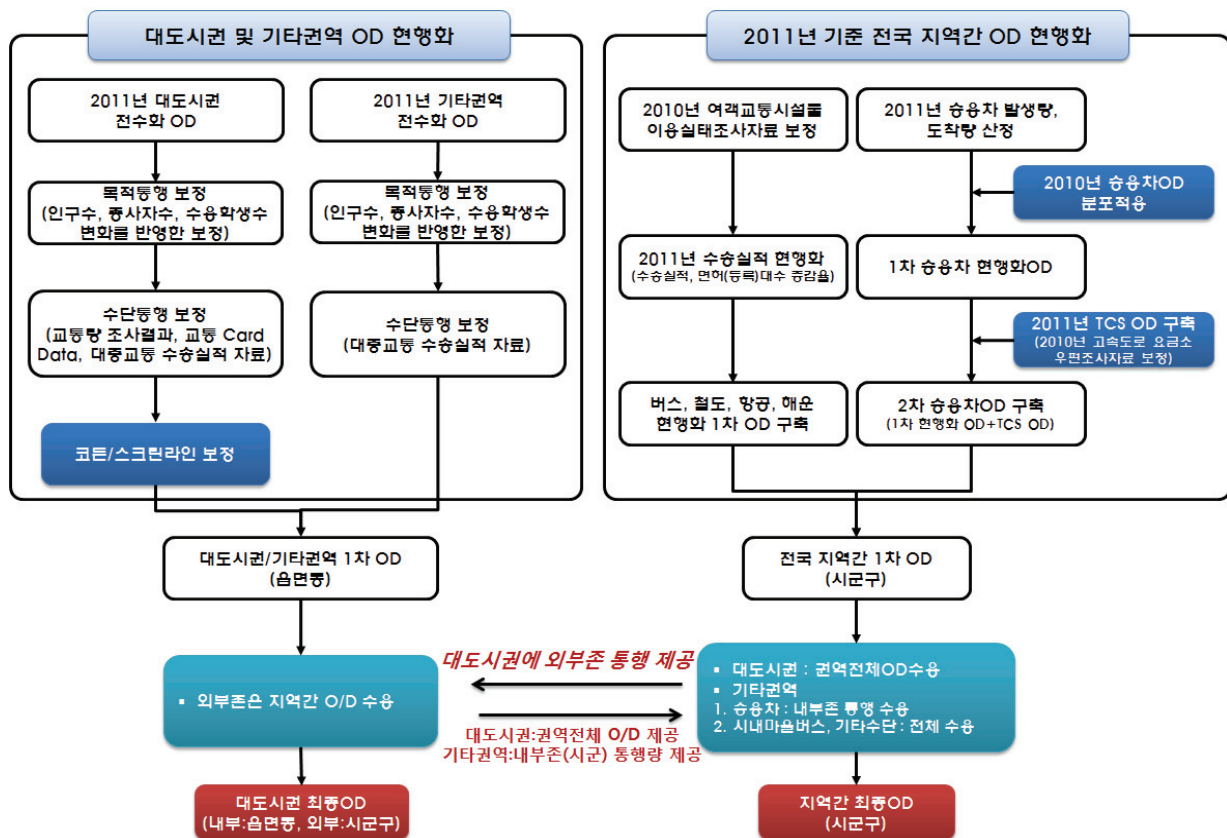 대도시권 및 기타권역 OD 현행화
2011년 대도시권
전수화 OD
2011년 기타권역
전수화 OD
목적통행 보정
(인구수, 종사자수, 수용학생수
변화를 반영한 보정)
목적통행 보정
(인구수, 종사자수, 수용학생수
변화를 반영한 보정)
수단통행 보정
(교통량 조사결과, 교통 Card
Data, 대중교통 수송실적 자료)
수단통행 보정
(대중교통 수송실적 자료)
코든/스크린라인 보정
2011년 기준 전국 지역간 OD 현행화
2010년 여객교통시설물
이용실태조사자료 보정
2011년 승용차 발생량,
도착량 산정
2010년 승용차OD
분포적용
2011년 수송실적 현행화
(수송실적, 면허(등록)대수 증감율)
1차 승용차 현행화OD
2011년 TCS OD 구축
(2010년 고속도로 요금소
우편조사자료 보정)
버스, 철도, 항공, 해운
현행화 1차 OD 구축
2차 승용차OD 구축
(1차 현행화 OD+TCS OD)
대도시권/기타권역 1차 OD
(읍면동)
전국 지역간 1차 OD
(시군구)
▪ 외부존은 지역간 O/D 수용
대도시권에 외부존 통행 제공
대도시권:권역전체 O/D 제공
기타권역:내부존(시군) 통행량 제공
▪ 대도시권 : 권역전체OD수용
▪ 기타권역
1. 승용차 : 내부존 통행 수용
2. 시내마을버스, 기타수단 : 전체 수용
대도시권 최종OD
(내부:읍면동, 외부:시군구)
지역간 최종OD
(시군구)